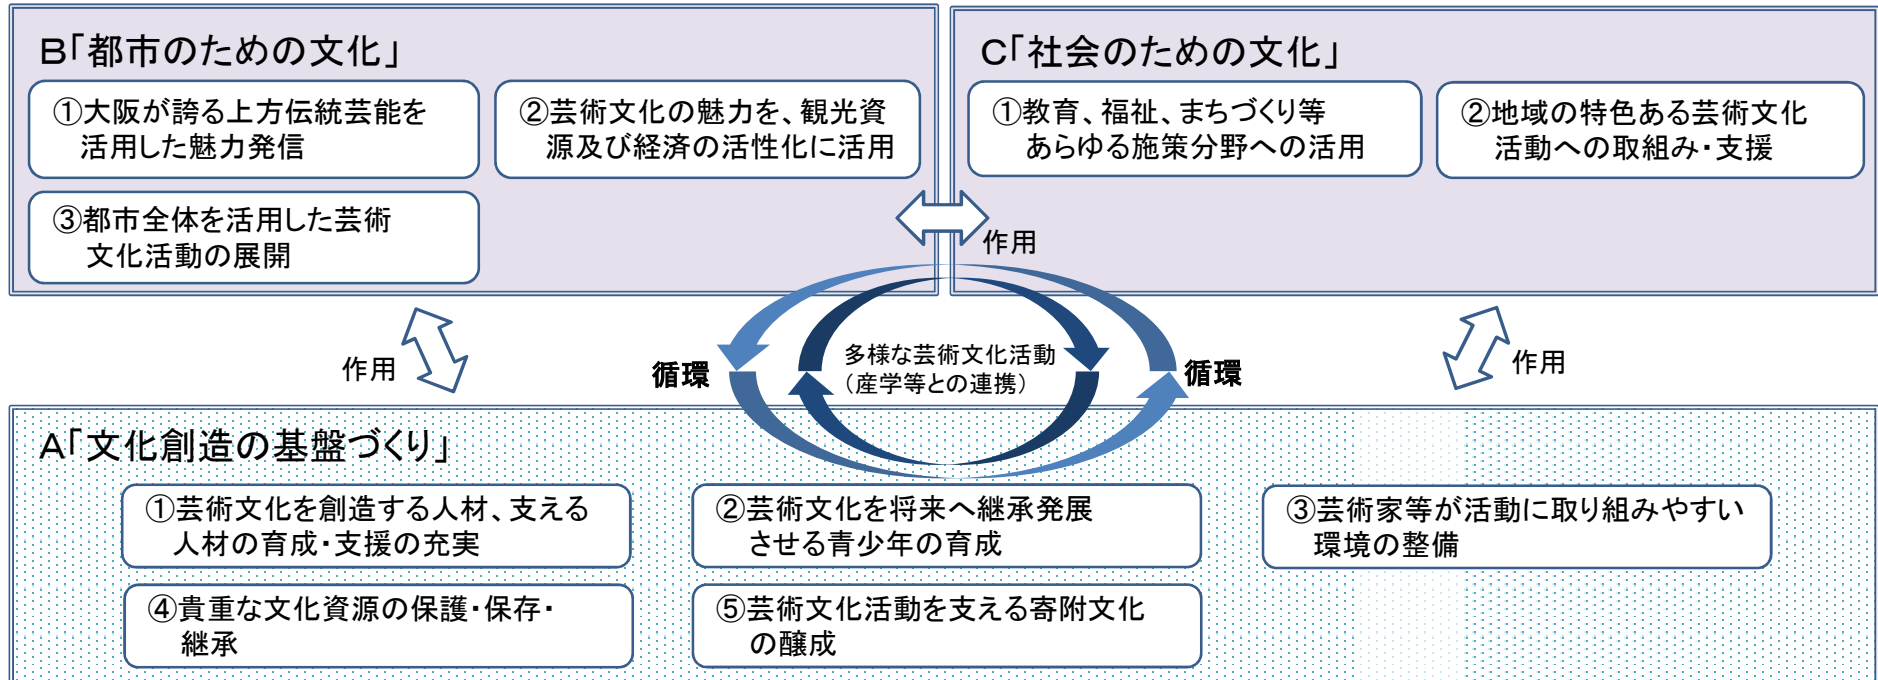 B「都市のための文化」
①大阪が誇る上方伝統芸能を
活用した魅力発信
②芸術文化の魅力を、観光資
源及び経済の活性化に活用
③都市全体を活用した芸術
文化活動の展開
C「社会のための文化」
①教育、福祉、まちづくり等
あらゆる施策分野への活用
②地域の特色ある芸術文化
活動への取組み・支援
作用
作用
循環
多様な芸術文化活動
(産学等との連携)
循環
作用
A「文化創造の基盤づくり」
①芸術文化を創造する人材、支える
人材の育成・支援の充実
②芸術文化を将来へ継承発展
させる青少年の育成
③芸術家等が活動に取り組みやすい
環境の整備
④貴重な文化資源の保護・保存・
継承
⑤芸術文化活動を支える寄附文化
の醸成